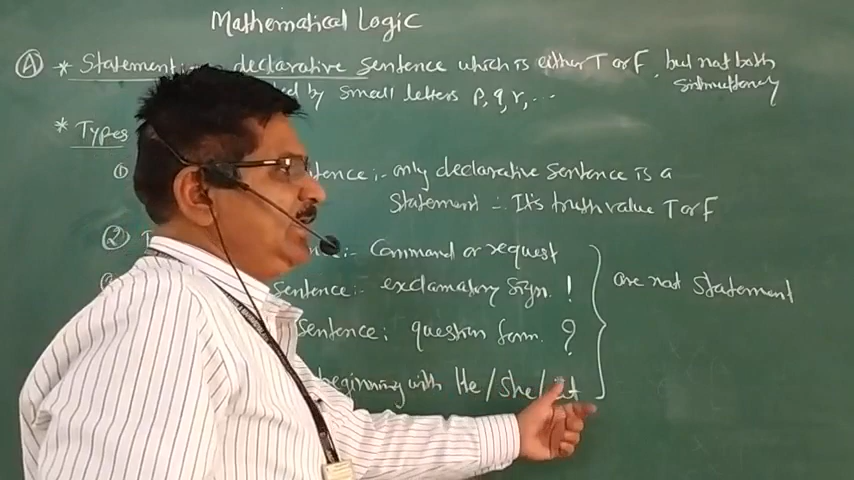 Mathematical Logic
Ⓐ * Statement :- declarative sentence which is either T or F, but not both
simultaneously
by small letters p, q, r, ...
* Types
① tence :- only declarative sentence is a
statement ∴ It's truth value T or F
② :- Command or request
sentence :- exclamatory sign. !
are not statement
sentence : question form. ?
beginning with He/She/it